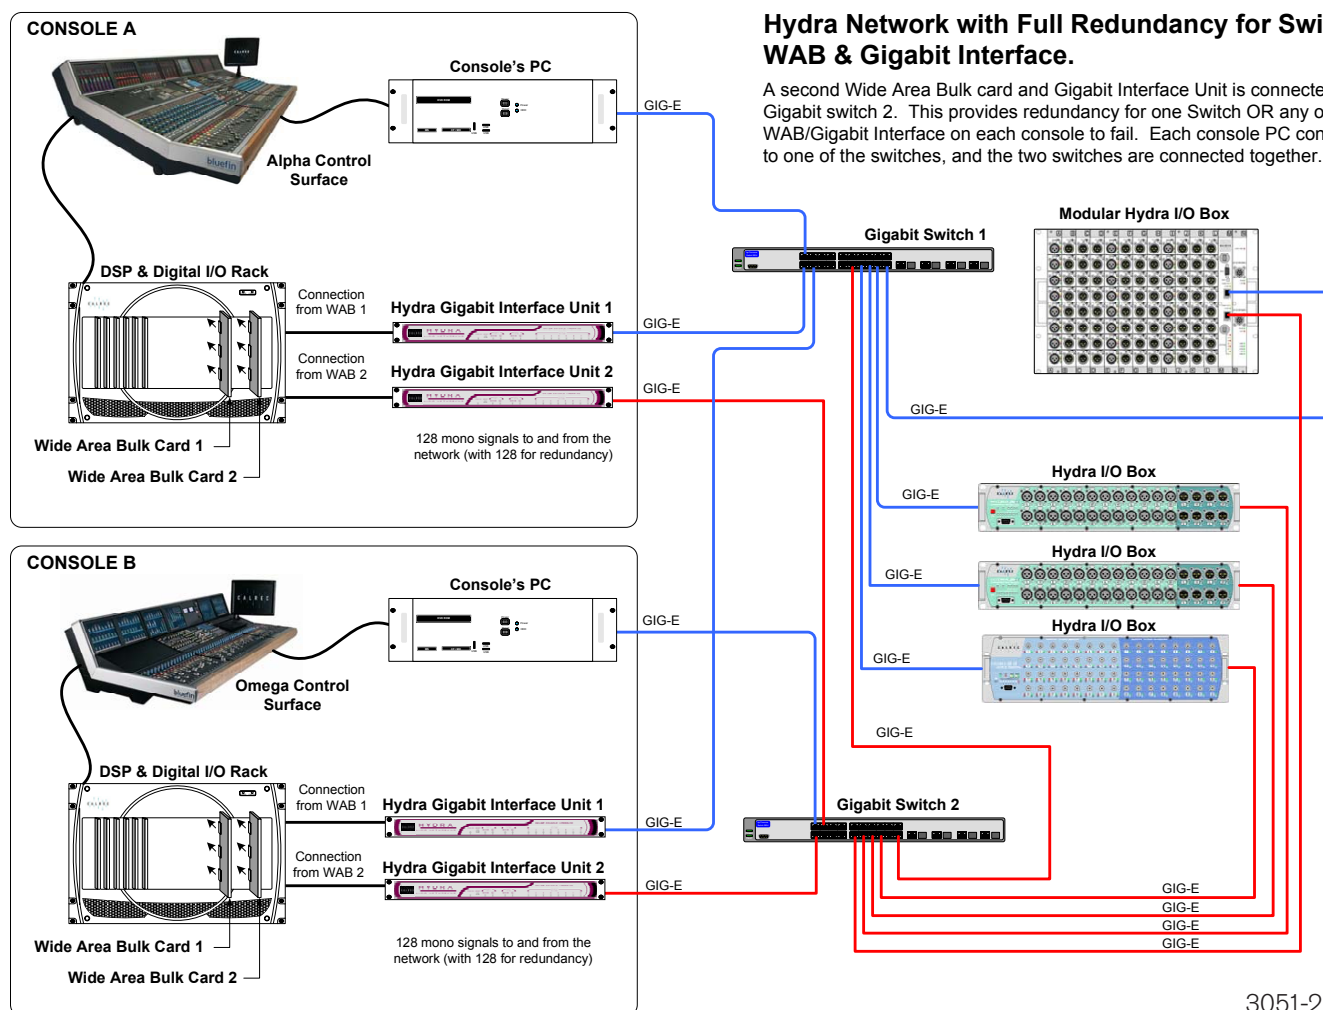 CONSOLE A
Console's PC
Alpha Control
Surface
bluefin
DSP & Digital I/O Rack
Connection
from WAB 1
Hydra Gigabit Interface Unit 1
HYDRA
Connection
from WAB 2
Hydra Gigabit Interface Unit 2
HYDRA
Wide Area Bulk Card 1
Wide Area Bulk Card 2
128 mono signals to and from the
network (with 128 for redundancy)
GIG-E
GIG-E
GIG-E
CONSOLE B
CALREC
Console's PC
bluefin
Omega Control
Surface
DSP & Digital I/O Rack
Connection
from WAB 1
Hydra Gigabit Interface Unit 1
HYDRA
Connection
from WAB 2
Hydra Gigabit Interface Unit 2
HYDRA
Wide Area Bulk Card 1
Wide Area Bulk Card 2
128 mono signals to and from the
network (with 128 for redundancy)
GIG-E
GIG-E
GIG-E
Hydra Network with Full Redundancy for Swi
WAB & Gigabit Interface.
A second Wide Area Bulk card and Gigabit Interface Unit is connecte
Gigabit switch 2. This provides redundancy for one Switch OR any o
WAB/Gigabit Interface on each console to fail. Each console PC con
to one of the switches, and the two switches are connected together.
Gigabit Switch 1
Modular Hydra I/O Box
GIG-E
Hydra I/O Box
GIG-E
Hydra I/O Box
GIG-E
Hydra I/O Box
GIG-E
GIG-E
Gigabit Switch 2
GIG-E
GIG-E
GIG-E
GIG-E
3051-2